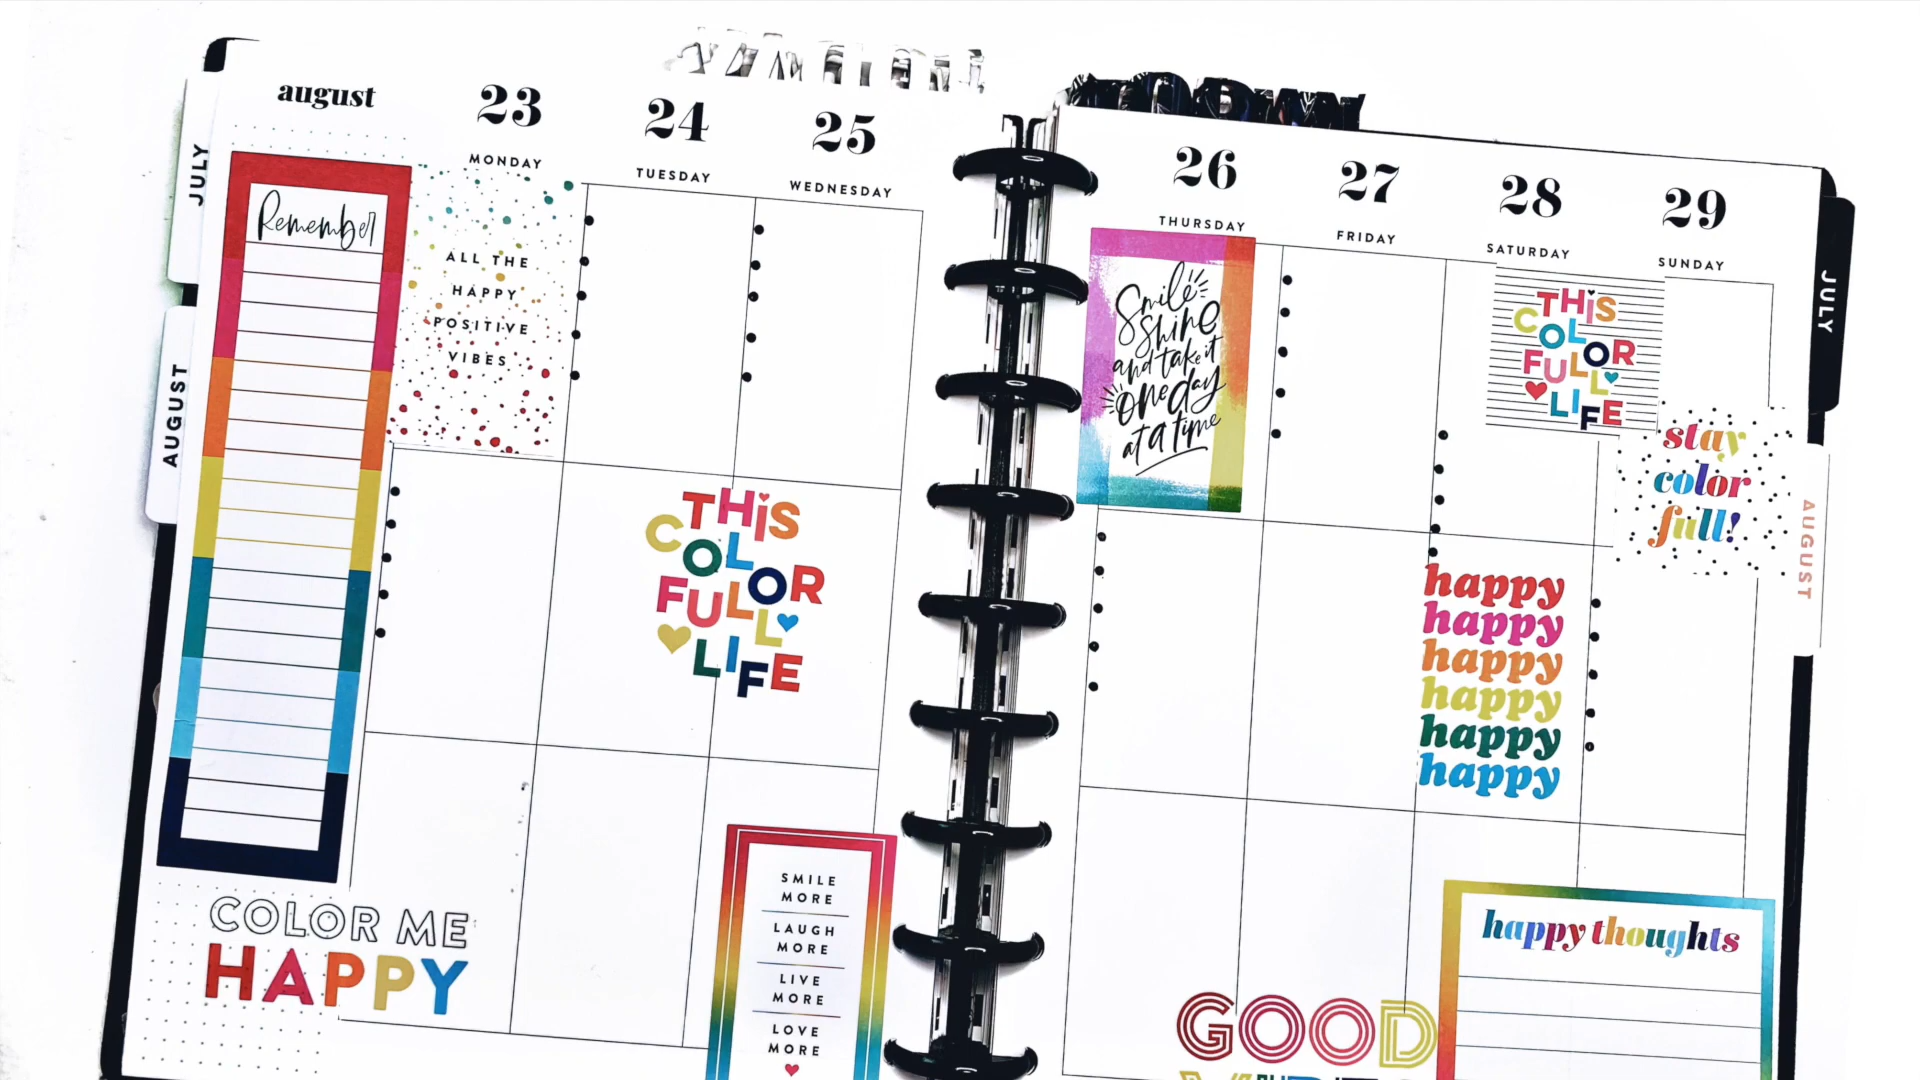 august
23
MONDAY
24
TUESDAY
25
WEDNESDAY
26
THURSDAY
27
FRIDAY
28
SATURDAY
29
SUNDAY
JULY
AUGUST
Remember
ALL THE
HAPPY
POSITIVE
VIBES
THIS
COLOR
FULL
LIFE
COLOR ME
HAPPY
SMILE
MORE
LAUGH
MORE
LIVE
MORE
LOVE
MORE
Smile
shine
and take it
one day
at a time
THIS
COLOR
FULL
LIFE
stay
color
full!
happy
happy
happy
happy
happy
happy
happy thoughts
GOOD
JULY
AUGUST